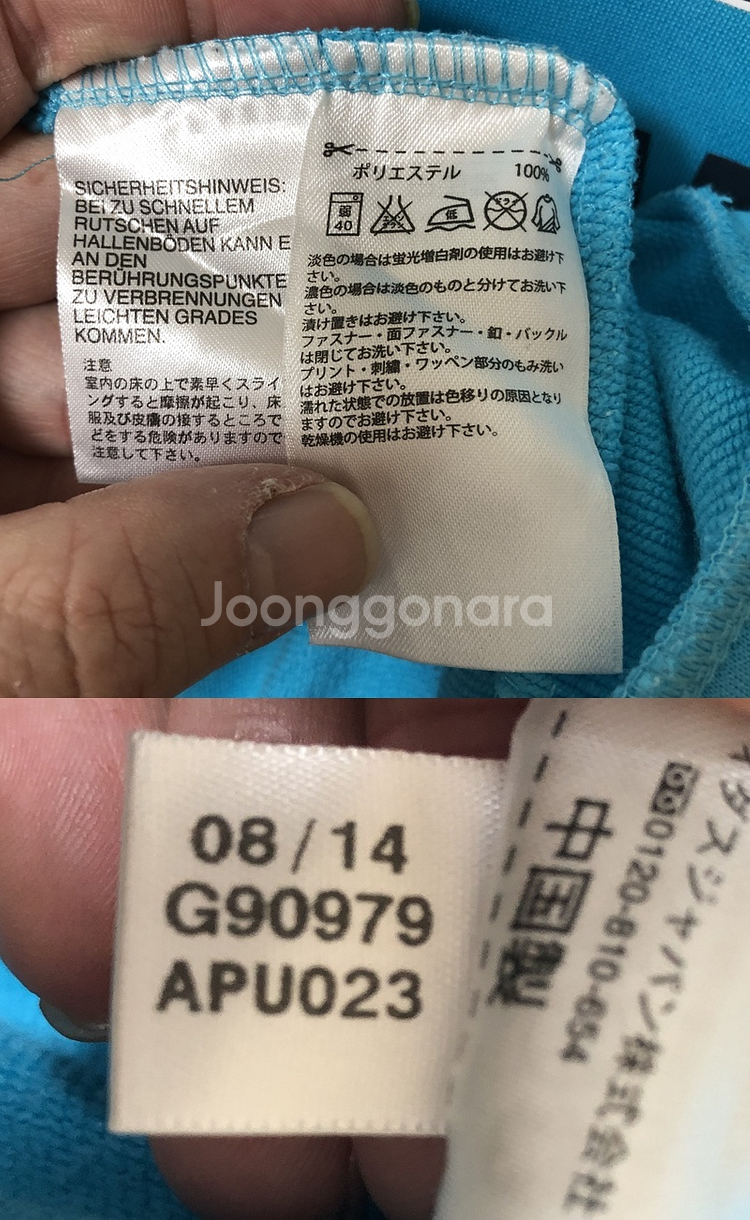 SICHERHEITSHINWEIS:
BEI ZU SCHNELLEM
RUTSCHEN AUF
HALLENBÖDEN KANN E
AN DEN
BERÜHRUNGSPUNKTE
ZU VERBRENNUNGEN
LEICHTEN GRADES
KOMMEN.
注意
室内の床の上で素早くスライ
ングすると摩擦が起こり、床
服及び皮膚の接するところで
どをする危険がありますので
注意して下さい。
ポリエステル 100%
弱
40
低
淡色の場合は蛍光増白剤の使用はお避け下
さい。
濃色の場合は淡色のものと分けてお洗い下
さい。
漬け置きはお避け下さい。
ファスナー・面ファスナー・釦・バックル
は閉じてお洗い下さい。
プリント・刺繍・ワッペン部分のもみ洗い
はお避け下さい。
濡れた状態での放置は色移りの原因となり
ますのでお避け下さい。
乾燥機の使用はお避け下さい。
Joonggonara
08/14
G90979
APU023
中国製
0120-810-654
ダスジャパン株式会社